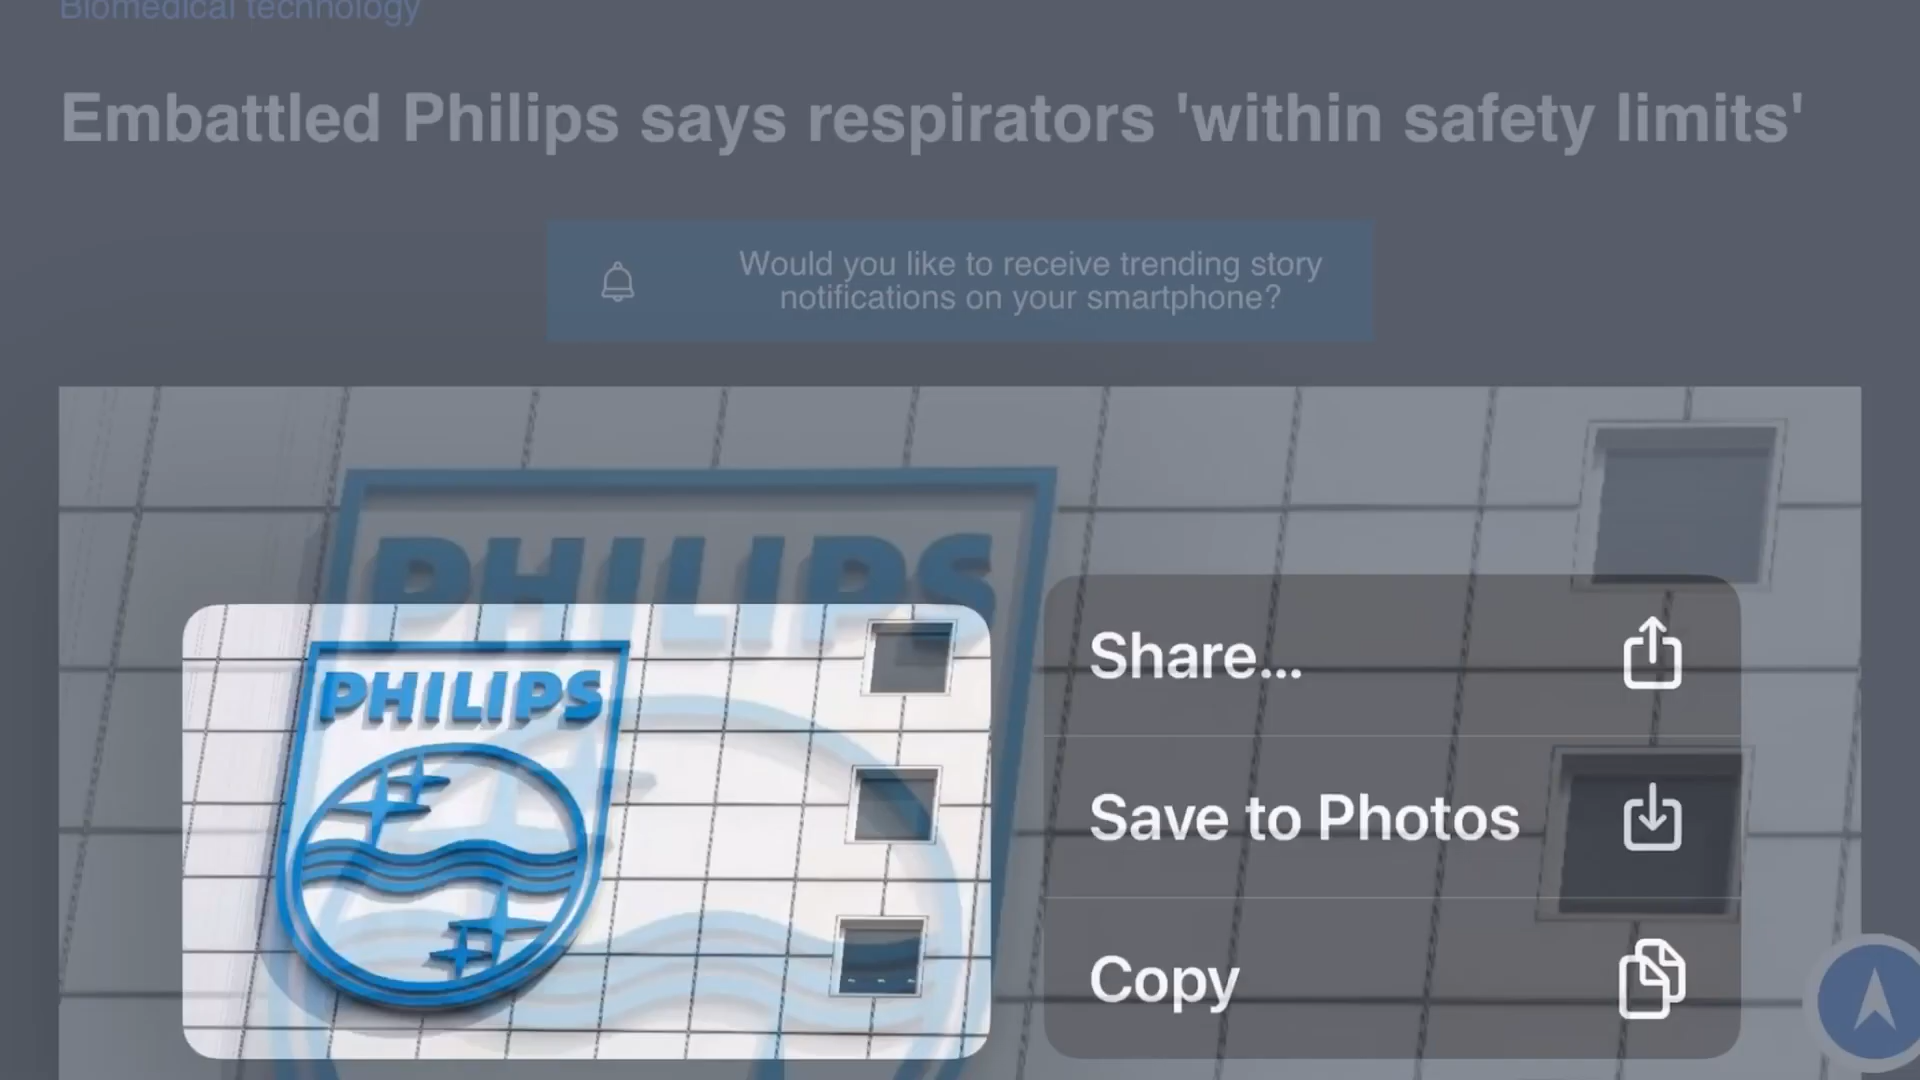 Biomedical technology
Embattled Philips says respirators 'within safety limits'
Would you like to receive trending story
notifications on your smartphone?
PHILIPS
PHILIPS
Share...
Save to Photos
Copy